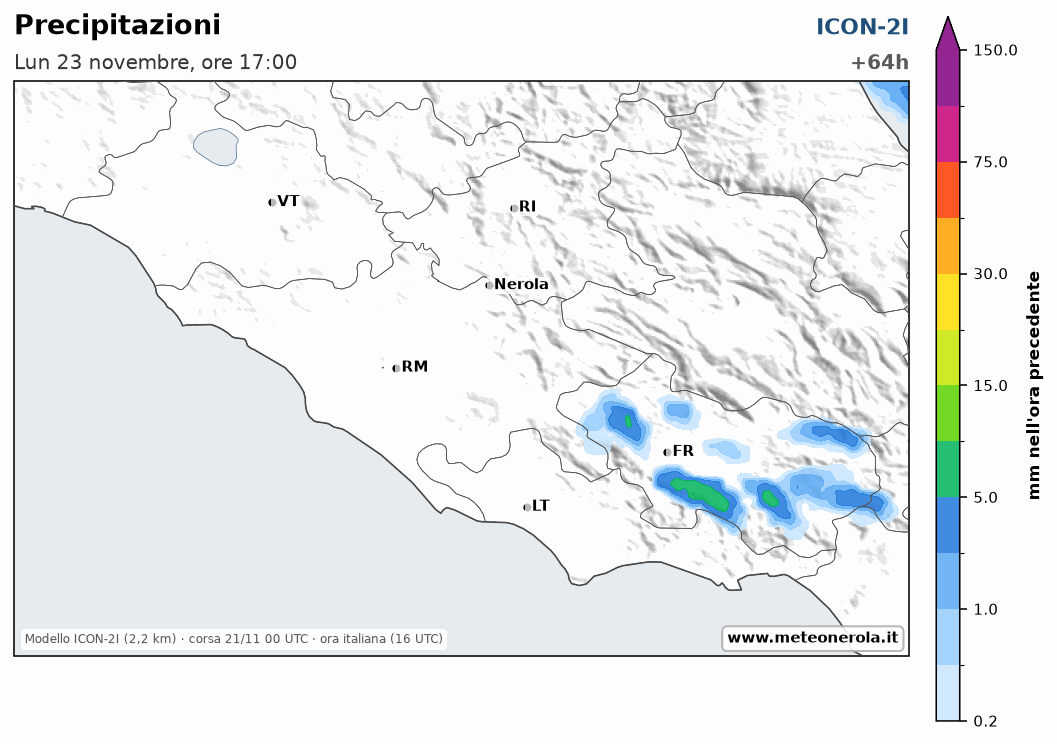 Precipitazioni
ICON-2I
Lun 23 novembre, ore 17:00
+64h
VT
RI
Nerola
RM
FR
LT
Modello ICON-2I (2,2 km) · corsa 21/11 00 UTC · ora italiana (16 UTC)
www.meteonerola.it
150.0
75.0
30.0
15.0
5.0
1.0
0.2
mm nell'ora precedente